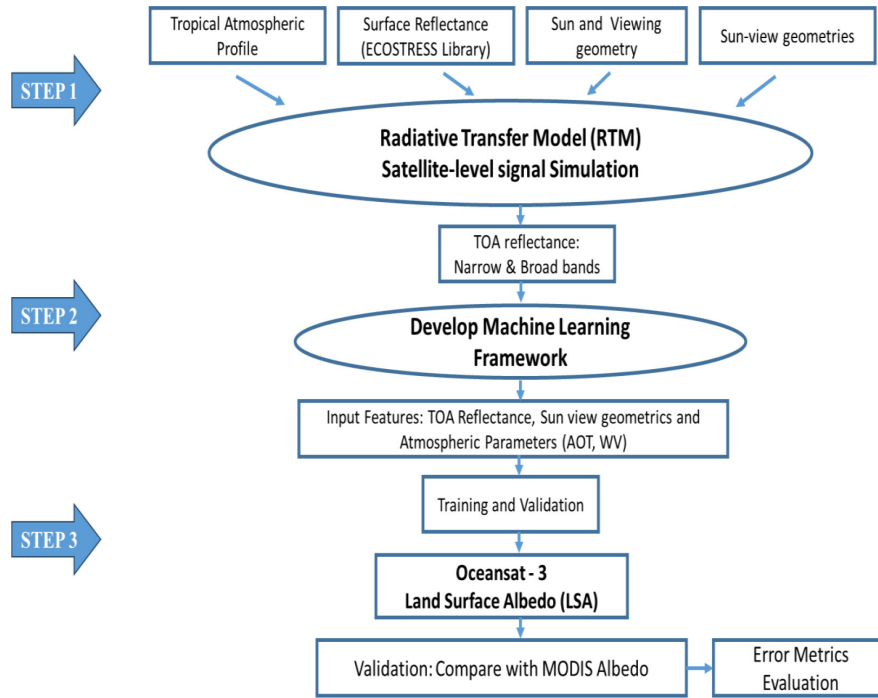 Tropical Atmospheric
Profile
Surface Reflectance
(ECOSTRESS Library)
Sun and Viewing
geometry
Sun-view geometries
STEP 1
Radiative Transfer Model (RTM)
Satellite-level signal Simulation
TOA reflectance:
Narrow & Broad bands
STEP 2
Develop Machine Learning
Framework
Input Features: TOA Reflectance, Sun view geometrics and
Atmospheric Parameters (AOT, WV)
Training and Validation
STEP 3
Oceansat - 3
Land Surface Albedo (LSA)
Validation: Compare with MODIS Albedo
Error Metrics
Evaluation